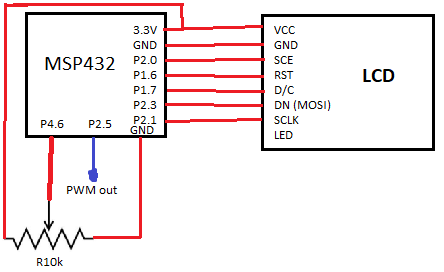 MSP432
3.3V
GND
P2.0
P1.6
P1.7
P2.3
P2.1
GND
P4.6
P2.5
PWM out
R10k
VCC
GND
SCE
RST
D/C
DN (MOSI)
SCLK
LED
LCD